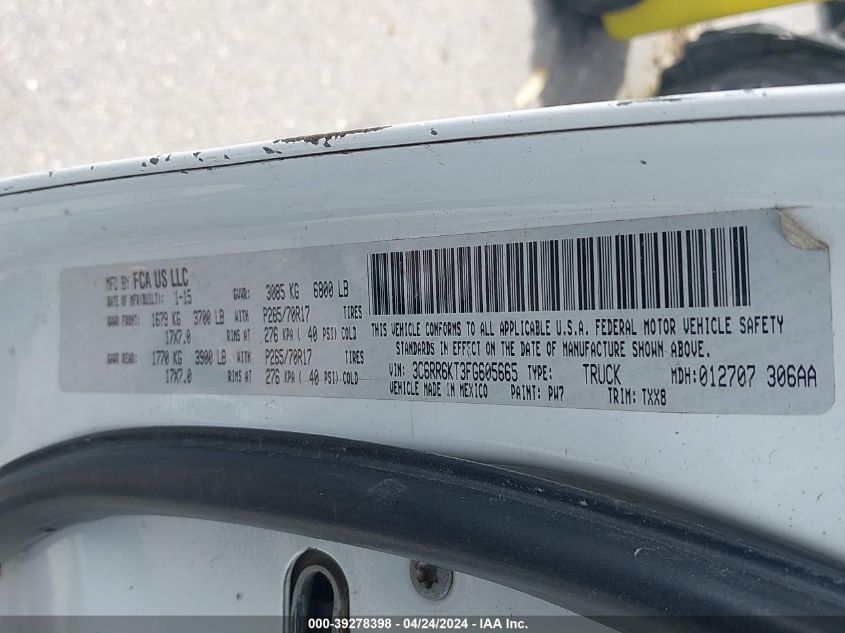 MFD BY FCA US LLC
DATE OF MFR(BUILT): 1-15 GVWR: 3085 KG 6800 LB
GAWR FRONT: 1679 KG 3700 LB WITH P265/70R17 TIRES
17X7.0 RIMS AT 276 KPA ( 40 PSI) COLD
GAWR REAR: 1770 KG 3900 LB WITH P265/70R17 TIRES
17X7.0 RIMS AT 276 KPA ( 40 PSI) COLD
THIS VEHICLE CONFORMS TO ALL APPLICABLE U.S.A. FEDERAL MOTOR VEHICLE SAFETY
STANDARDS IN EFFECT ON THE DATE OF MANUFACTURE SHOWN ABOVE.
VIN: 3C6RR6KT3FG605665 TYPE: TRUCK MDH:012707 306AA
VEHICLE MADE IN MEXICO PAINT: PW7 TRIM: TXX8
000-39278398 - 04/24/2024 - IAAI.com